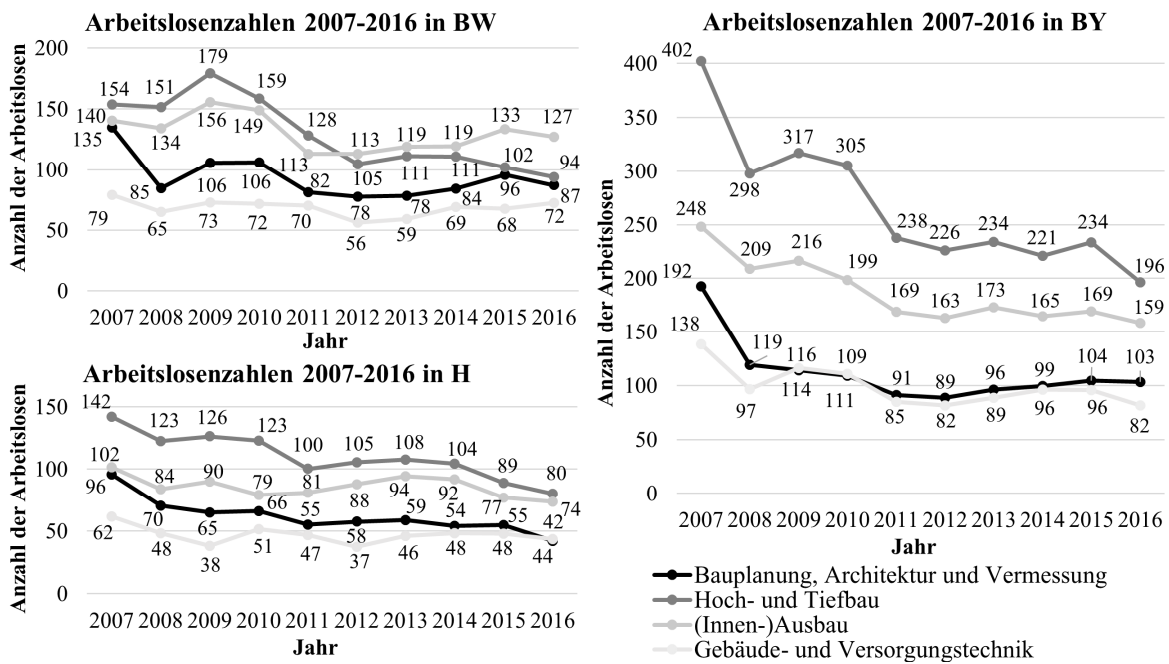 Arbeitslosenzahlen 2007-2016 in BW
Anzahl der Arbeitslosen
200
150
100
50
0
154 151 179 159 128 105 111 111 102 94
140 134 156 149 113 113 119 119 133 127
135 85 106 106 82 78 78 84 96 87
79 65 73 72 70 56 59 69 68 72
2007 2008 2009 2010 2011 2012 2013 2014 2015 2016
Jahr
Arbeitslosenzahlen 2007-2016 in H
Anzahl der Arbeitslosen
150
100
50
0
142 123 126 123 100 105 108 104 89 80
102 84 90 79 81 88 94 92 77 74
96 70 65 66 55 58 59 54 55 42
62 48 38 51 47 37 46 48 48 44
2007 2008 2009 2010 2011 2012 2013 2014 2015 2016
Jahr
Arbeitslosenzahlen 2007-2016 in BY
Anzahl der Arbeitslosen
400
350
300
250
200
150
100
50
0
402 298 317 305 238 226 234 221 234 196
248 209 216 199 169 163 173 165 169 159
192 119 114 109 91 89 96 99 104 103
138 97 116 111 85 82 89 96 96 82
2007 2008 2009 2010 2011 2012 2013 2014 2015 2016
Jahr
Bauplanung, Architektur und Vermessung
Hoch- und Tiefbau
(Innen-)Ausbau
Gebäude- und Versorgungstechnik